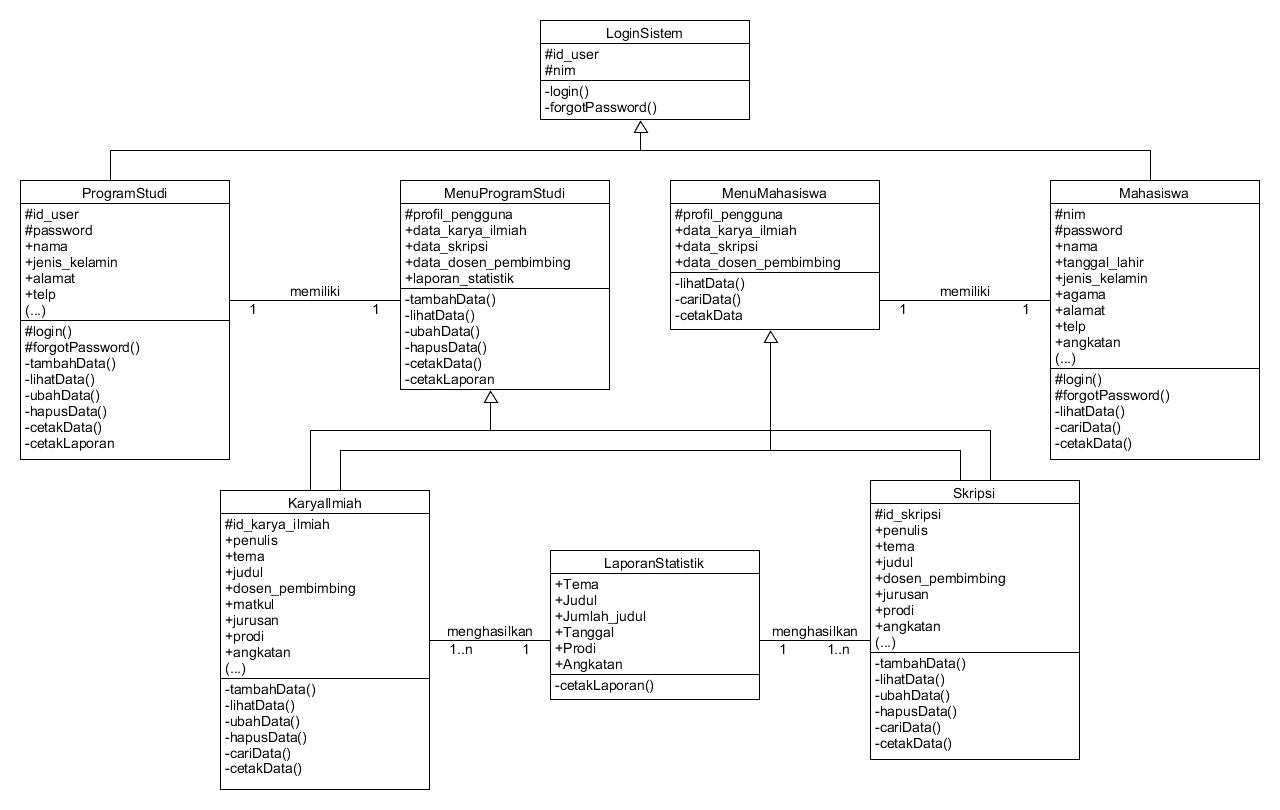 LoginSistem
#id_user
#nim
-login()
-forgotPassword()
ProgramStudi
#id_user
#password
+nama
+jenis_kelamin
+alamat
+telp
(...)
#login()
#forgotPassword()
-tambahData()
-lihatData()
-ubahData()
-hapusData()
-cetakData()
-cetakLaporan
memiliki
1
1
MenuProgramStudi
#profil_pengguna
+data_karya_ilmiah
+data_skripsi
+data_dosen_pembimbing
+laporan_statistik
-tambahData()
-lihatData()
-ubahData()
-hapusData()
-cetakData()
-cetakLaporan
MenuMahasiswa
#profil_pengguna
+data_karya_ilmiah
+data_skripsi
+data_dosen_pembimbing
-lihatData()
-cariData()
-cetakData
memiliki
1
1
Mahasiswa
#nim
#password
+nama
+tanggal_lahir
+jenis_kelamin
+agama
+alamat
+telp
+angkatan
(...)
#login()
#forgotPassword()
-lihatData()
-cariData()
-cetakData()
KaryaIlmiah
#id_karya_ilmiah
+penulis
+tema
+judul
+dosen_pembimbing
+matkul
+jurusan
+prodi
+angkatan
(...)
-tambahData()
-lihatData()
-ubahData()
-hapusData()
-cariData()
-cetakData()
menghasilkan
1..n
1
LaporanStatistik
+Tema
+Judul
+Jumlah_judul
+Tanggal
+Prodi
+Angkatan
-cetakLaporan()
menghasilkan
1
1..n
Skripsi
#id_skripsi
+penulis
+tema
+judul
+dosen_pembimbing
+jurusan
+prodi
+angkatan
(...)
-tambahData()
-lihatData()
-ubahData()
-hapusData()
-cariData()
-cetakData()